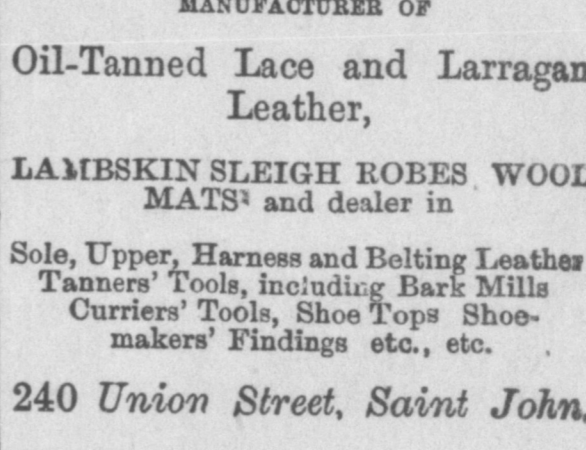 MANUFACTURER OF
Oil-Tanned Lace and Larragan
Leather,
LAMBSKIN SLEIGH ROBES, WOOL
MATS, and dealer in
Sole, Upper, Harness and Belting Leather
Tanners' Tools, including Bark Mills
Curriers' Tools, Shoe Tops Shoe-
makers' Findings etc., etc.
240 Union Street, Saint John,